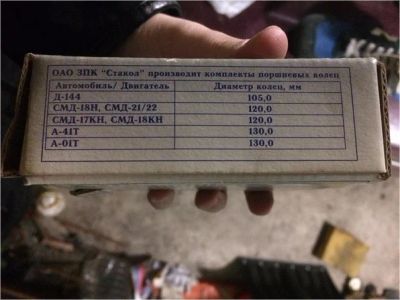 ОАО ЗПК "Стакол" производит комплекты поршневых колец
Автомобиль/ Двигатель Диаметр колец, мм
Д-144 105,0
СМД-18Н, СМД-21/22 120,0
СМД-17КН, СМД-18КН 120,0
А-41Т 130,0
А-01Т 130,0